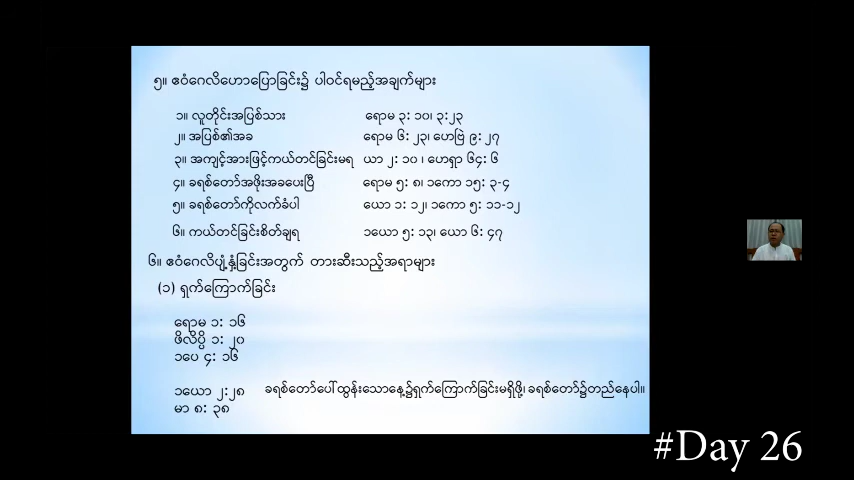 ၅။ ဧဝံဂေလိဟောပြောခြင်း၌ ပါဝင်ရမည့်အချက်များ
၁။ လူတိုင်းအပြစ်သား ရောမ ၃: ၁၀၊ ၃:၂၃
၂။ အပြစ်၏အခ ရောမ ၆: ၂၃၊ ဟေဗြဲ ၉: ၂၇
၃။ အကျင့်အားဖြင့်ကယ်တင်ခြင်းမရ ယာ ၂: ၁၀ ၊ ဟေရှာ ၆၄: ၆
၄။ ခရစ်တော်အဖိုးအခပေးပြီ ရောမ ၅: ၈၊ ၁ကော ၁၅: ၃-၄
၅။ ခရစ်တော်ကိုလက်ခံပါ ယော ၁: ၁၂၊ ၁ကော ၅: ၁၁-၁၂
၆။ ကယ်တင်ခြင်းစိတ်ချရ ၁ယော ၅: ၁၃၊ ယော ၆: ၄၇
၆။ ဧဝံဂေလိပျံ့နှံ့ခြင်းအတွက် တားဆီးသည့်အရာများ
(၁) ရှက်ကြောက်ခြင်း
ရောမ ၁: ၁၆
ဖိလိပ္ပိ ၁: ၂၀
၁ပေ ၄: ၁၆
၁ယော ၂:၂၈ ခရစ်တော်ပေါ်ထွန်းသောနေ့၌ရှက်ကြောက်ခြင်းမရှိဖို့၊ ခရစ်တော်၌တည်နေပါ။
မာ ၈: ၃၈
#Day 26